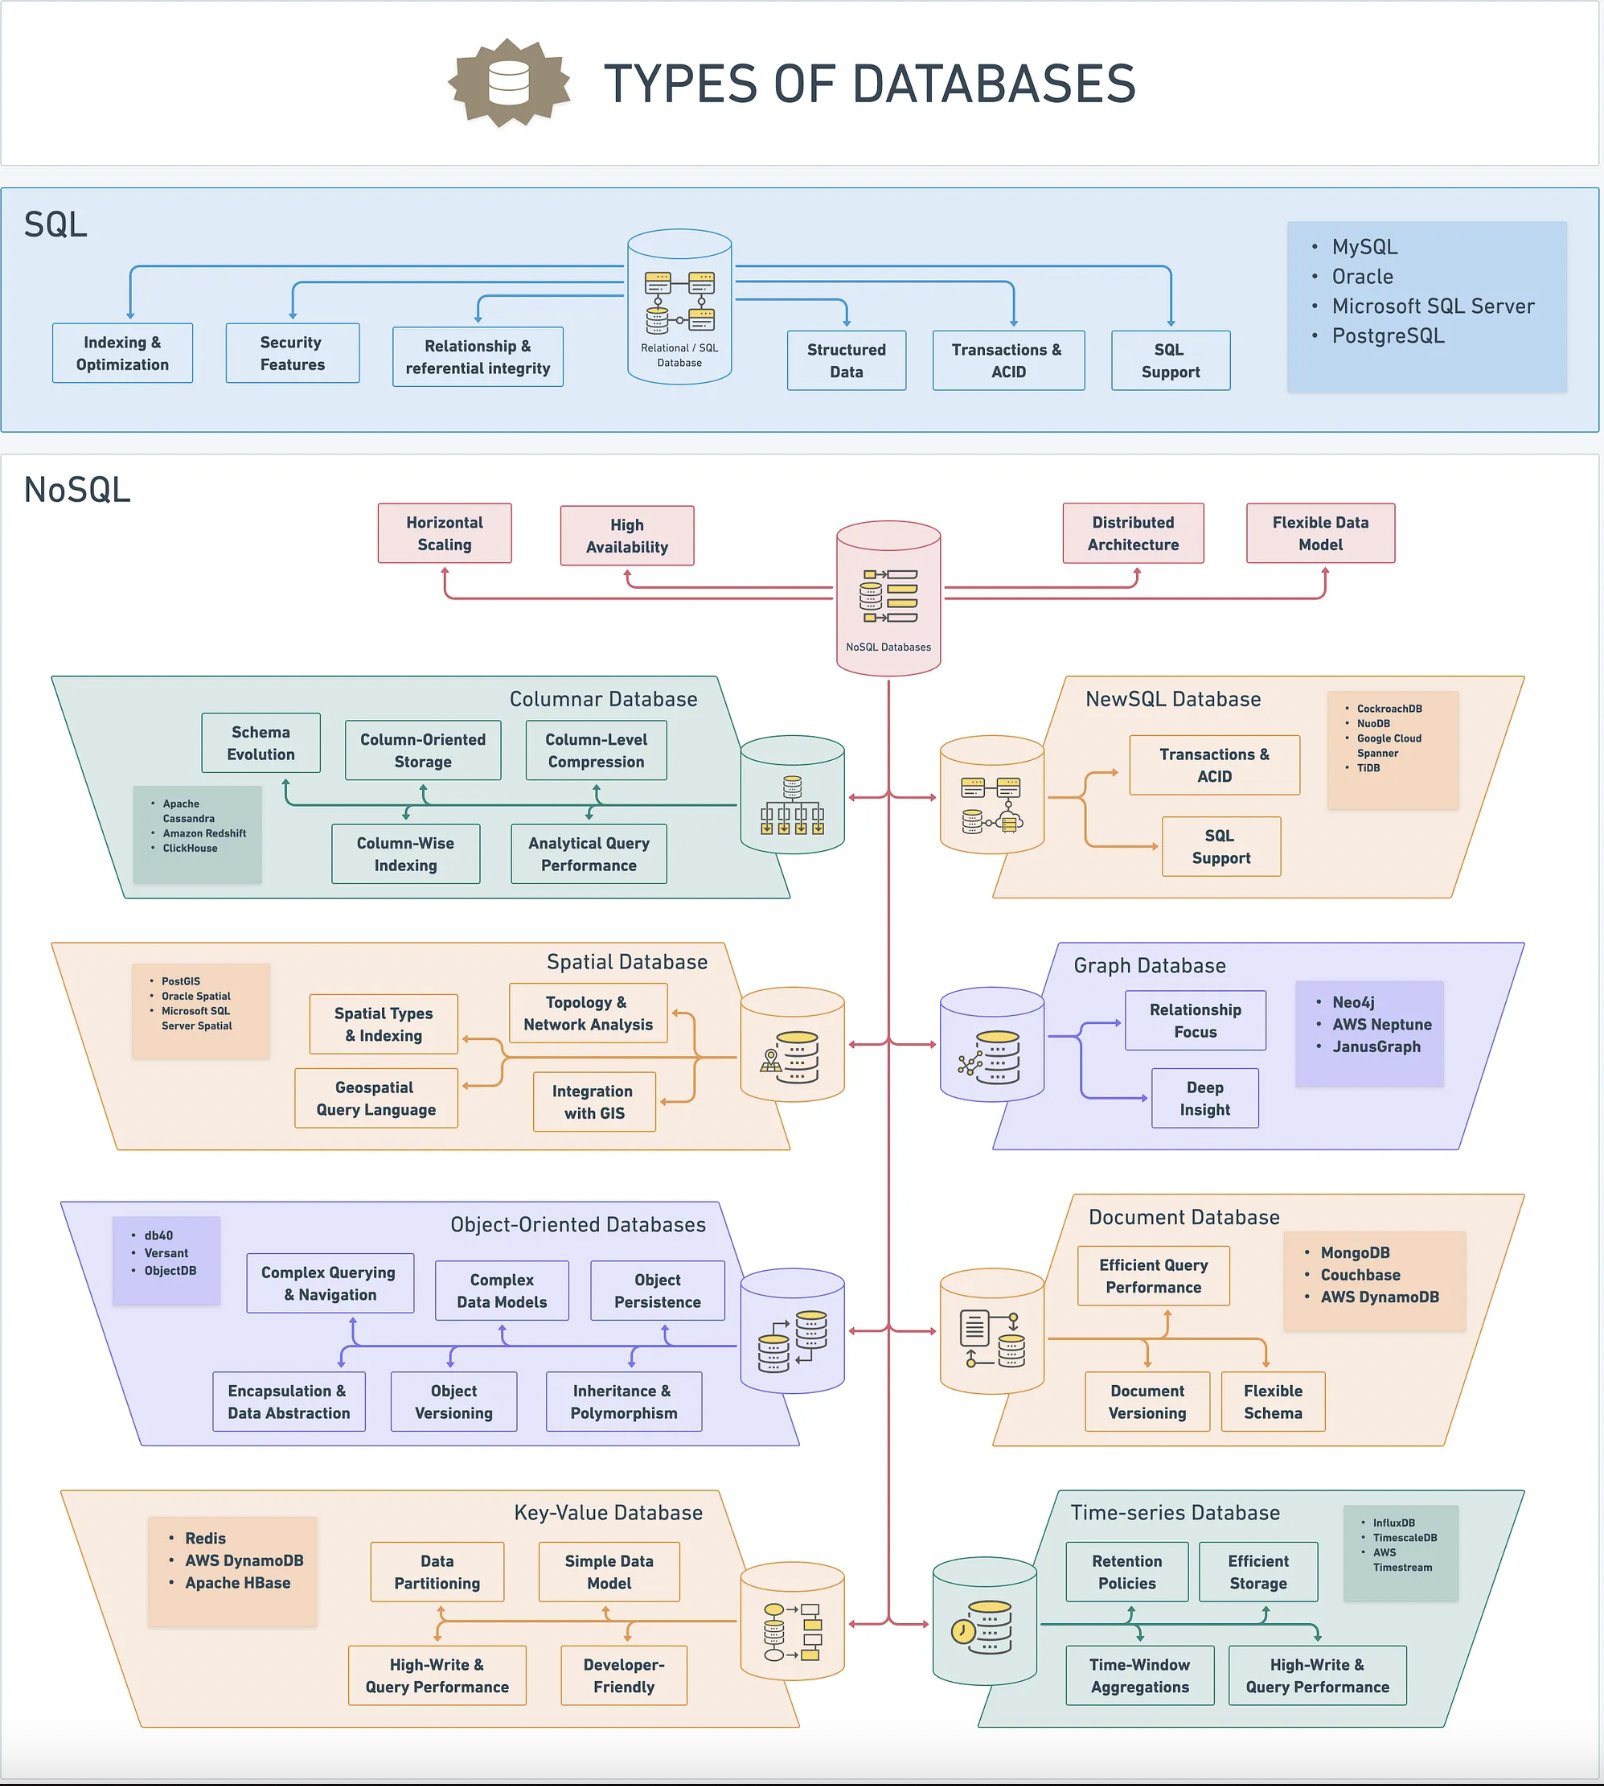 TYPES OF DATABASES
SQL
Indexing &
Optimization
Security
Features
Relationship &
referential integrity
Relational / SQL
Database
Structured
Data
Transactions &
ACID
SQL
Support
• MySQL
• Oracle
• Microsoft SQL Server
• PostgreSQL
NoSQL
Horizontal
Scaling
High
Availability
NoSQL Databases
Distributed
Architecture
Flexible Data
Model
Columnar Database
Schema
Evolution
Column-Oriented
Storage
Column-Level
Compression
• Apache
Cassandra
• Amazon Redshift
• ClickHouse
Column-Wise
Indexing
Analytical Query
Performance
NewSQL Database
Transactions &
ACID
SQL
Support
• CockroachDB
• NuoDB
• Google Cloud
Spanner
• TiDB
Spatial Database
• PostGIS
• Oracle Spatial
• Microsoft SQL
Server Spatial
Spatial Types
& Indexing
Topology &
Network Analysis
Geospatial
Query Language
Integration
with GIS
Graph Database
Relationship
Focus
Deep
Insight
• Neo4j
• AWS Neptune
• JanusGraph
Object-Oriented Databases
• db40
• Versant
• ObjectDB
Complex Querying
& Navigation
Complex
Data Models
Object
Persistence
Encapsulation &
Data Abstraction
Object
Versioning
Inheritance &
Polymorphism
Document Database
Efficient Query
Performance
• MongoDB
• Couchbase
• AWS DynamoDB
Document
Versioning
Flexible
Schema
Key-Value Database
• Redis
• AWS DynamoDB
• Apache HBase
Data
Partitioning
Simple Data
Model
High-Write &
Query Performance
Developer-
Friendly
Time-series Database
Retention
Policies
Efficient
Storage
• InfluxDB
• TimescaleDB
• AWS
Timestream
Time-Window
Aggregations
High-Write &
Query Performance